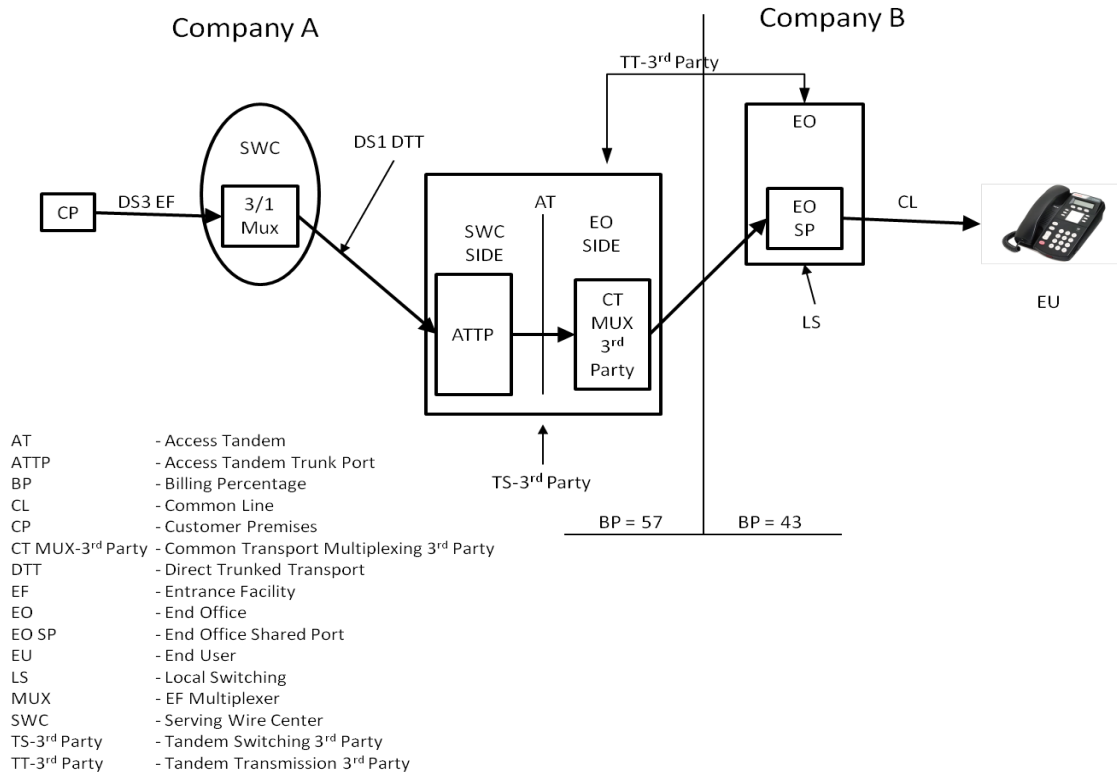 Company A
Company B
TT-3rd Party
EO
SWC
DS1 DTT
CP
DS3 EF
3/1
Mux
AT
SWC
SIDE
EO
SIDE
EO
SP
CL
EU
LS
ATTP
CT
MUX
3rd
Party
TS-3rd Party
BP = 57
BP = 43
AT - Access Tandem
ATTP - Access Tandem Trunk Port
BP - Billing Percentage
CL - Common Line
CP - Customer Premises
CT MUX-3rd Party - Common Transport Multiplexing 3rd Party
DTT - Direct Trunked Transport
EF - Entrance Facility
EO - End Office
EO SP - End Office Shared Port
EU - End User
LS - Local Switching
MUX - EF Multiplexer
SWC - Serving Wire Center
TS-3rd Party - Tandem Switching 3rd Party
TT-3rd Party - Tandem Transmission 3rd Party